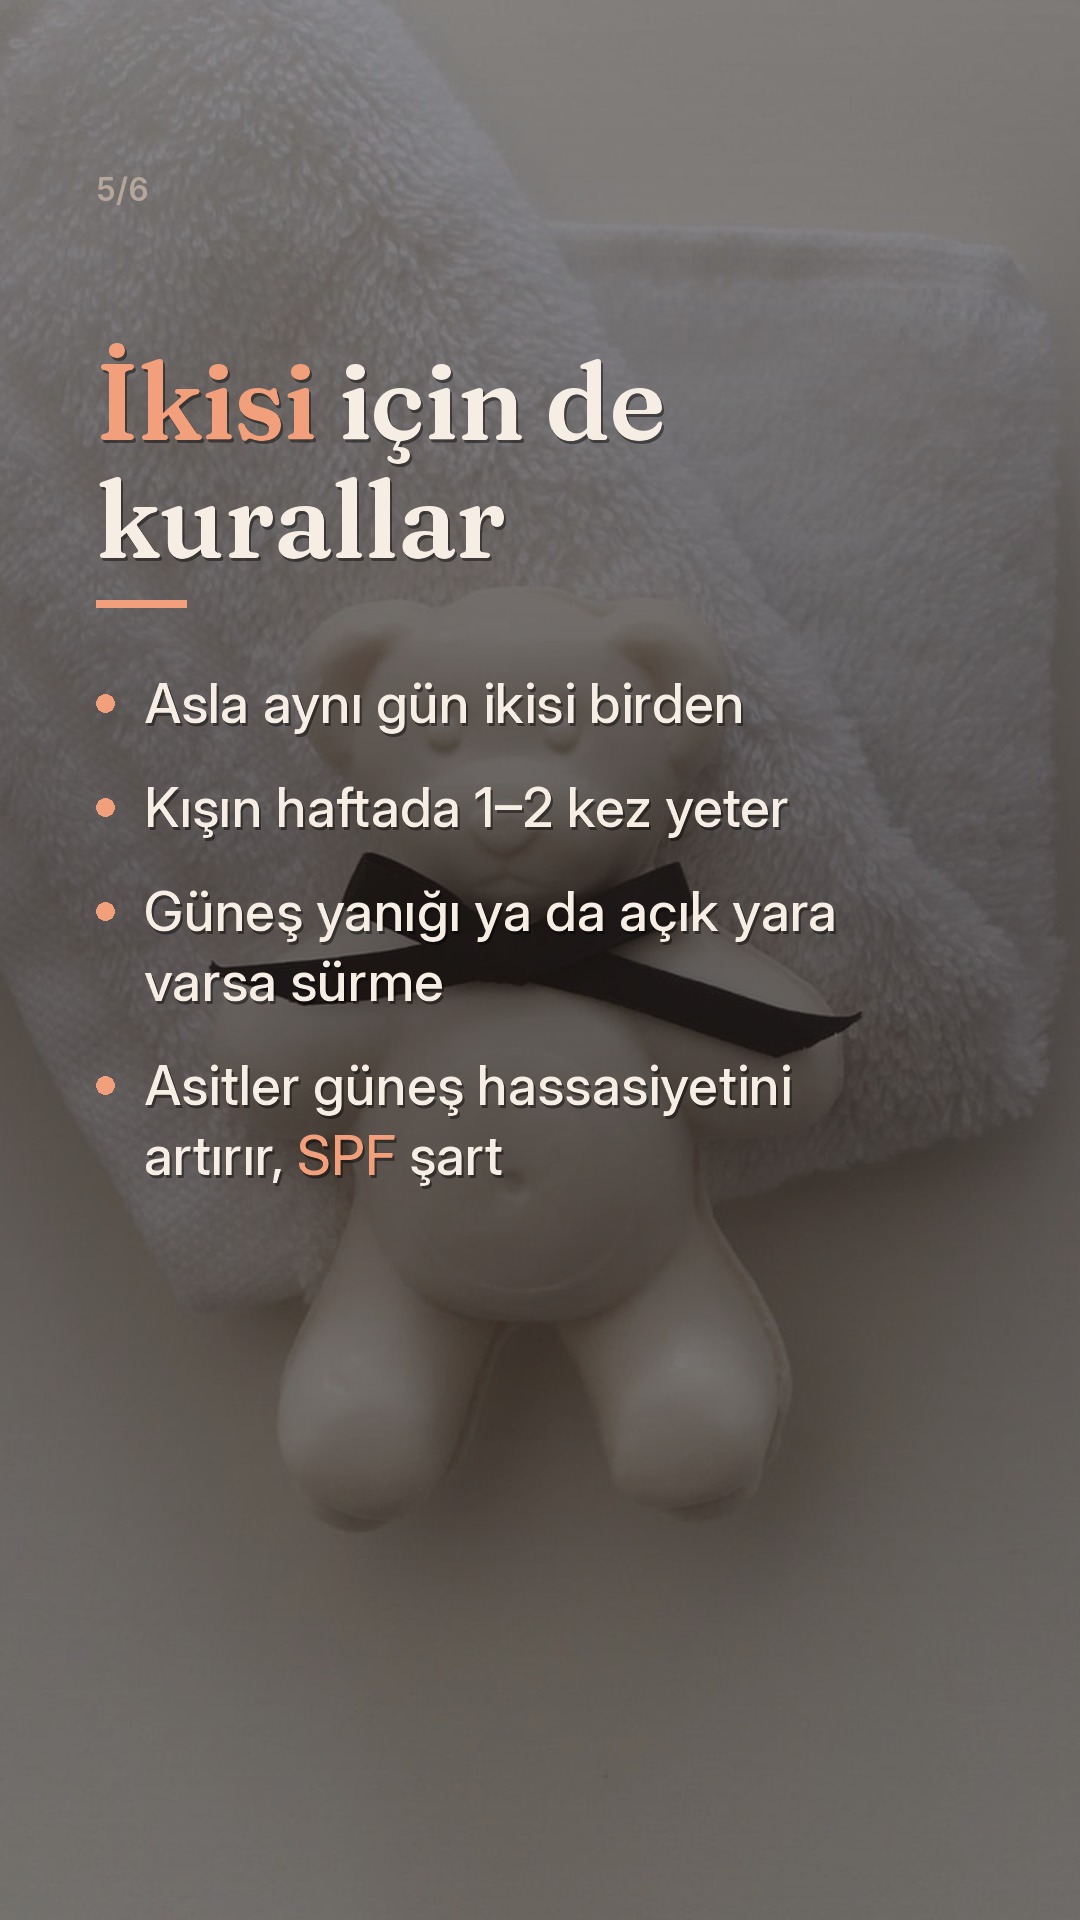 5/6
İkisi için de
kurallar
Asla aynı gün ikisi birden
Kışın haftada 1–2 kez yeter
Güneş yanığı ya da açık yara
varsa sürme
Asitler güneş hassasiyetini
artırır, SPF şart